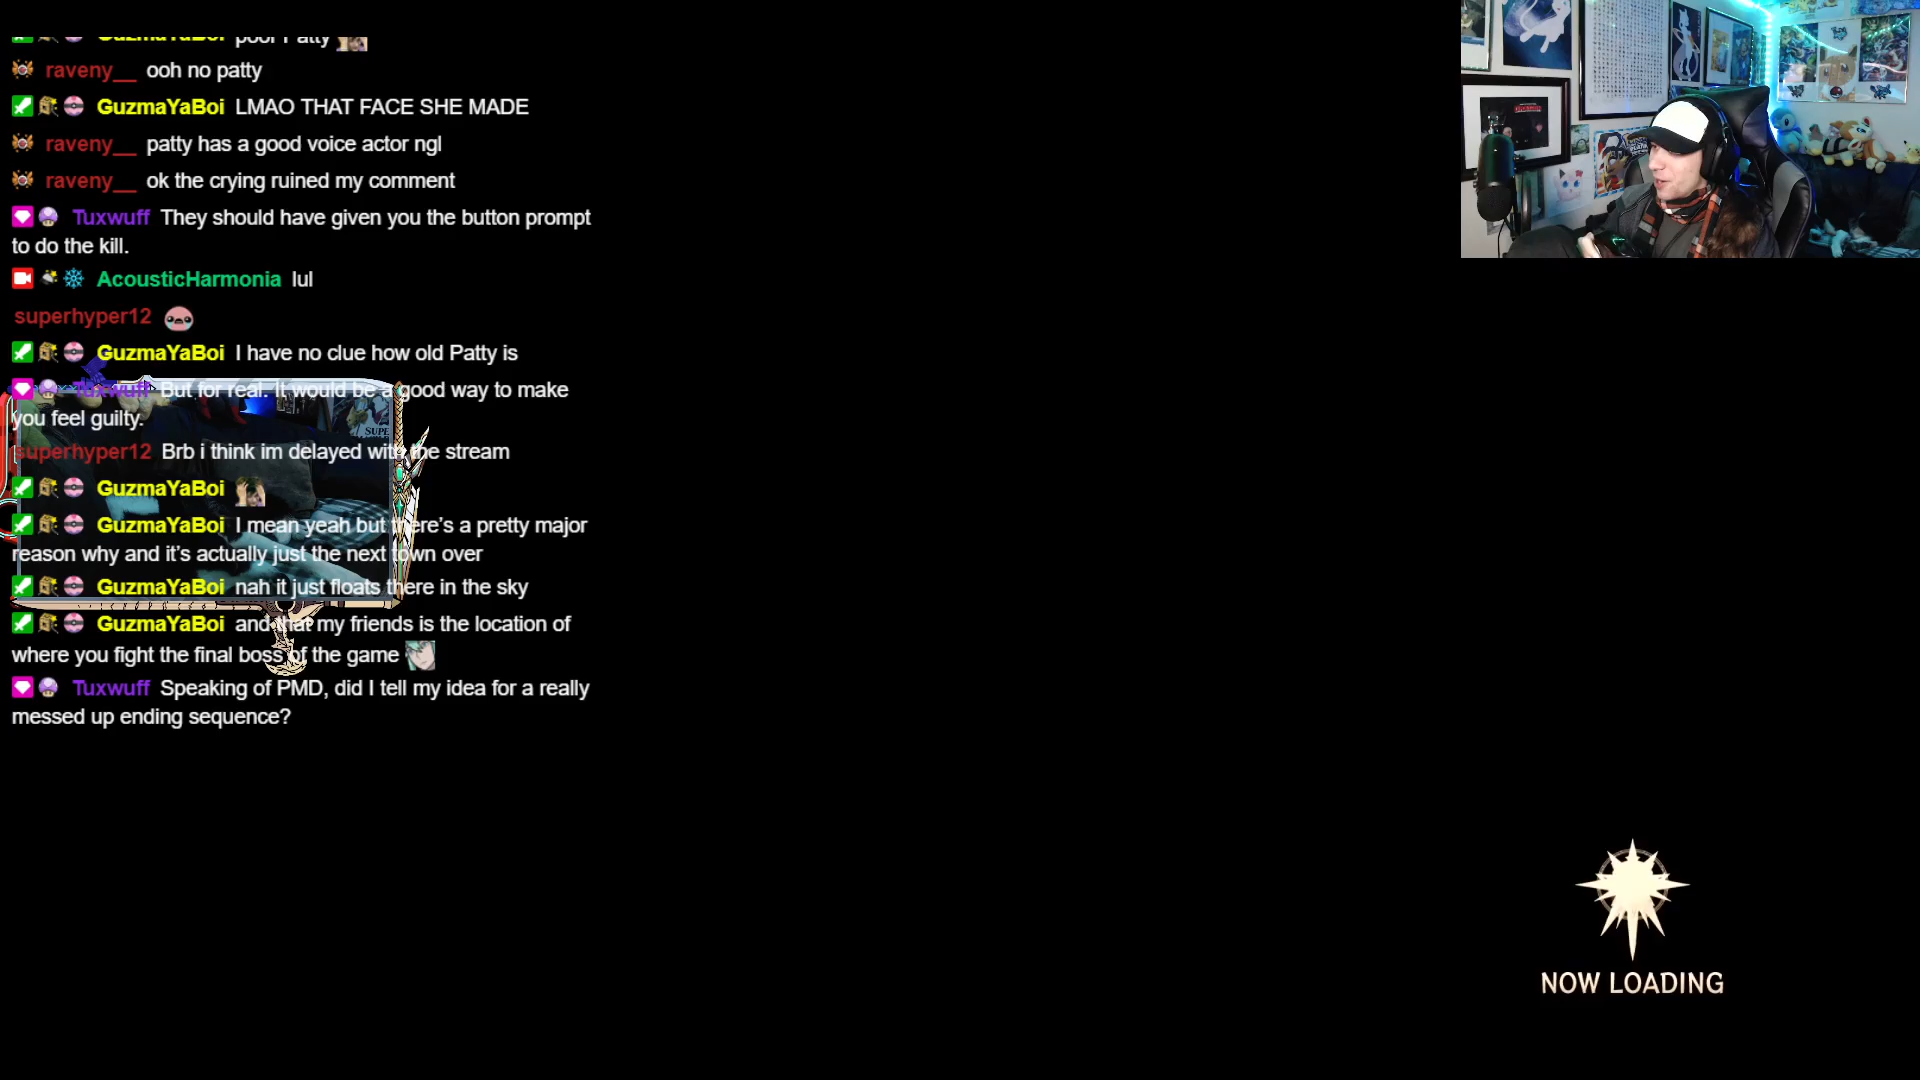 GuzmaYaBoi poor Patty
raveny__ ooh no patty
GuzmaYaBoi LMAO THAT FACE SHE MADE
raveny__ patty has a good voice actor ngl
raveny__ ok the crying ruined my comment
Tuxwuff They should have given you the button prompt
to do the kill.
AcousticHarmonia lul
superhyper12
GuzmaYaBoi I have no clue how old Patty is
Tuxwuff But for real. It would be a good way to make
you feel guilty.
SUPE
superhyper12 Brb i think im delayed with the stream
GuzmaYaBoi
GuzmaYaBoi I mean yeah but there's a pretty major
reason why and it's actually just the next town over
GuzmaYaBoi nah it just floats there in the sky
GuzmaYaBoi and that my friends is the location of
where you fight the final boss of the game
Tuxwuff Speaking of PMD, did I tell my idea for a really
messed up ending sequence?
NOW LOADING